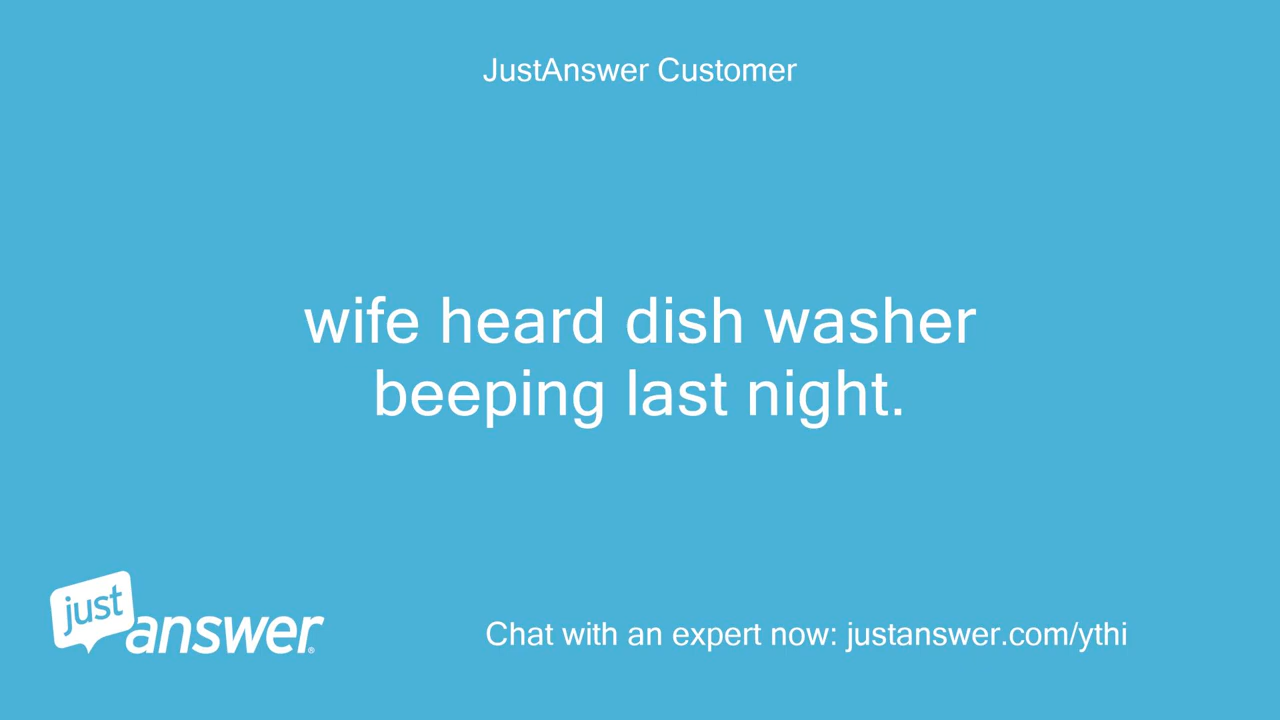 JustAnswer Customer
wife heard dish washer
beeping last night.
just
answer®
Chat with an expert now: justanswer.com/ythi